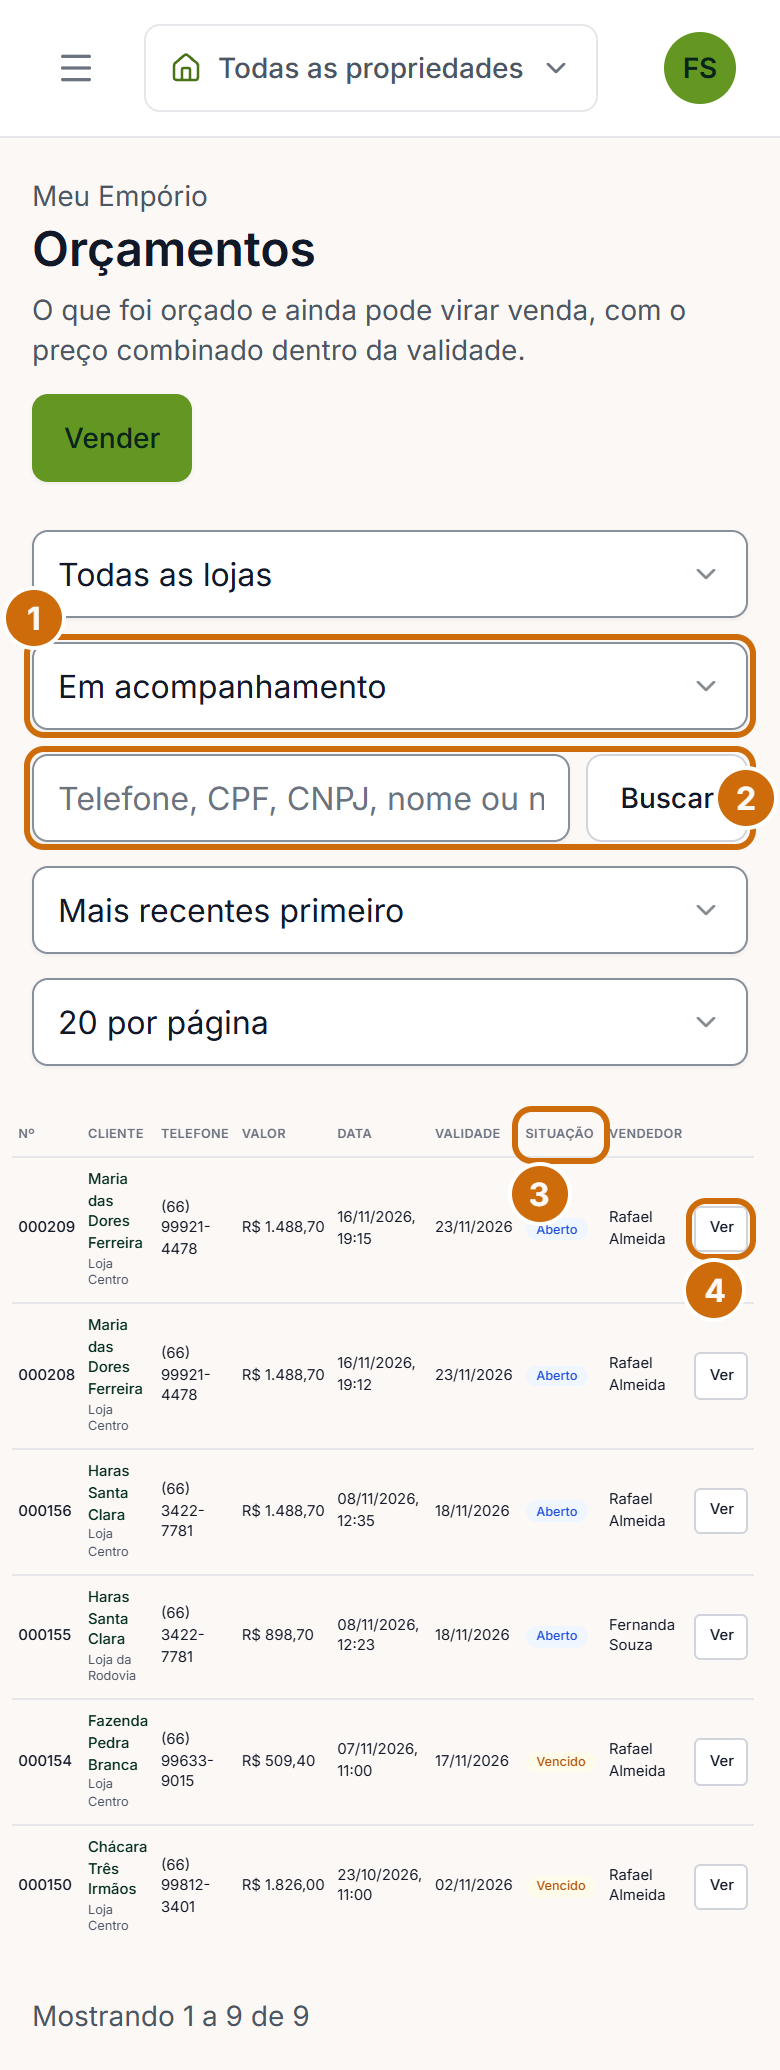 Todas as propriedades
FS
Meu Empório
Orçamentos
O que foi orçado e ainda pode virar venda, com o
preço combinado dentro da validade.
Vender
Todas as lojas
1
Em acompanhamento
Telefone, CPF, CNPJ, nome ou n
Buscar
2
Mais recentes primeiro
20 por página
Nº CLIENTE TELEFONE VALOR DATA VALIDADE SITUAÇÃO VENDEDOR
3
000209 Maria das Dores Ferreira Loja Centro (66) 99921-4478 R$ 1.488,70 16/11/2026, 19:15 23/11/2026 Aberto Rafael Almeida Ver
4
000208 Maria das Dores Ferreira Loja Centro (66) 99921-4478 R$ 1.488,70 16/11/2026, 19:12 23/11/2026 Aberto Rafael Almeida Ver
000156 Haras Santa Clara Loja Centro (66) 3422-7781 R$ 1.488,70 08/11/2026, 12:35 18/11/2026 Aberto Rafael Almeida Ver
000155 Haras Santa Clara Loja da Rodovia (66) 3422-7781 R$ 898,70 08/11/2026, 12:23 18/11/2026 Aberto Fernanda Souza Ver
000154 Fazenda Pedra Branca Loja Centro (66) 99633-9015 R$ 509,40 07/11/2026, 11:00 17/11/2026 Vencido Rafael Almeida Ver
000150 Chácara Três Irmãos Loja Centro (66) 99812-3401 R$ 1.826,00 23/10/2026, 11:00 02/11/2026 Vencido Rafael Almeida Ver
Mostrando 1 a 9 de 9